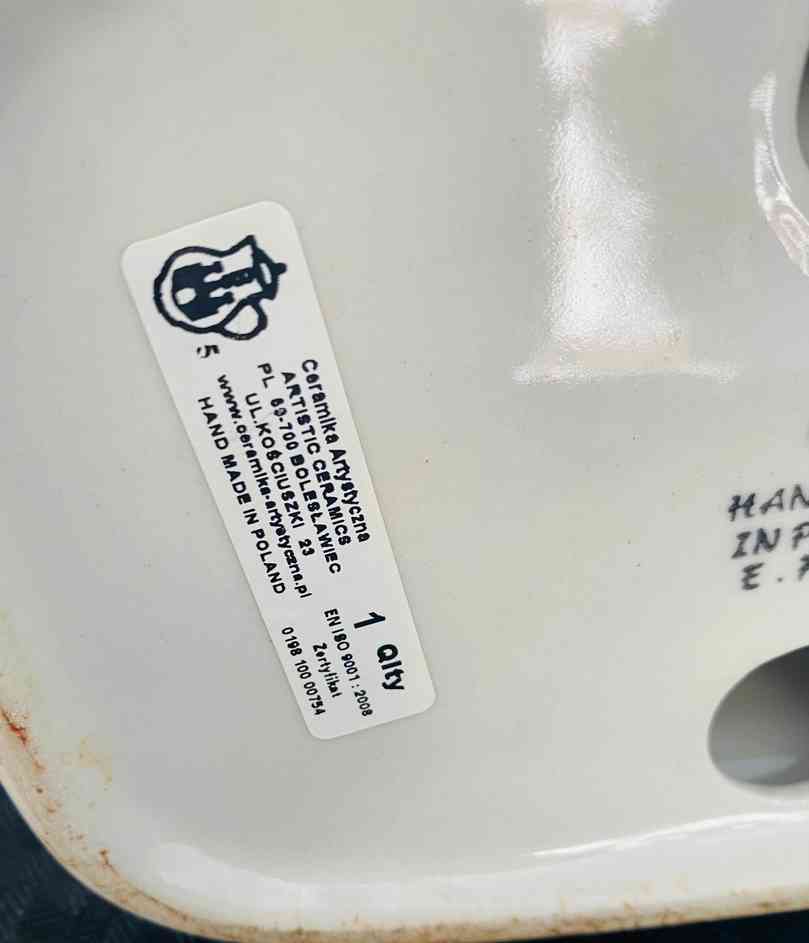 5
Ceramika Artystyczna
ARTISTIC CERAMICS
PL 59-700 BOLESŁAWIEC
UL.KOŚCIUSZKI 23
www.ceramika-artystyczna.pl
HAND MADE IN POLAND
1 Qlty
EN ISO 9001 : 2008
Zertyfikat
0198 100 00754
HAN
IN P
E.